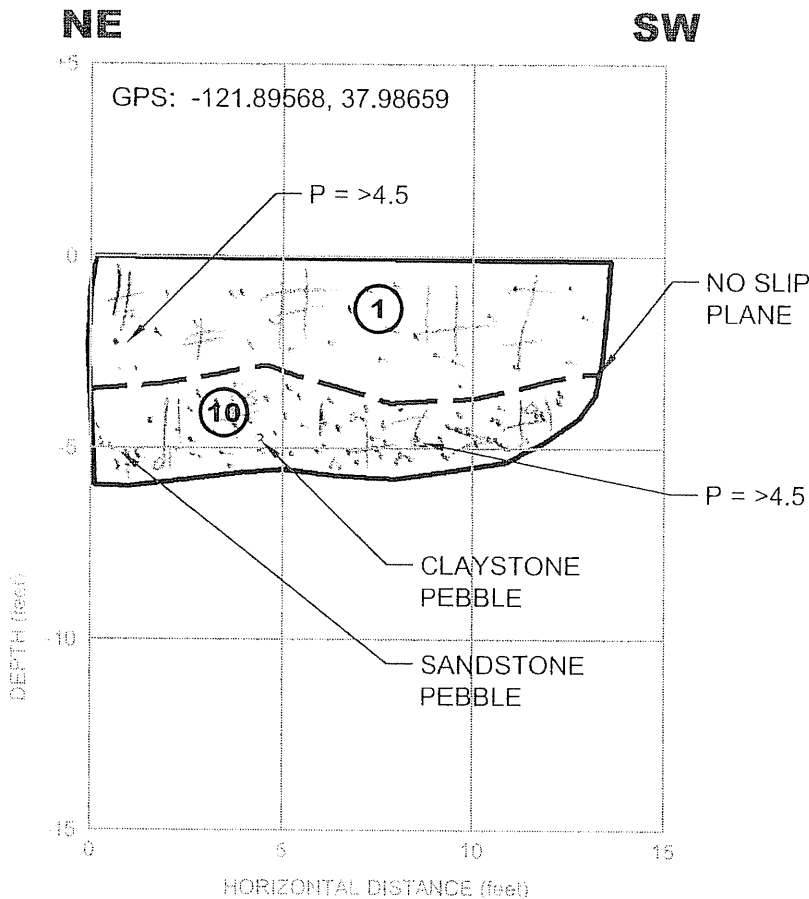 NE
SW
+5
GPS: -121.89568, 37.98659
P = >4.5
0
NO SLIP
PLANE
1
10
-5
P = >4.5
CLAYSTONE
PEBBLE
SANDSTONE
PEBBLE
-10
DEPTH (feet)
-15
0
5
10
15
HORIZONTAL DISTANCE (feet)